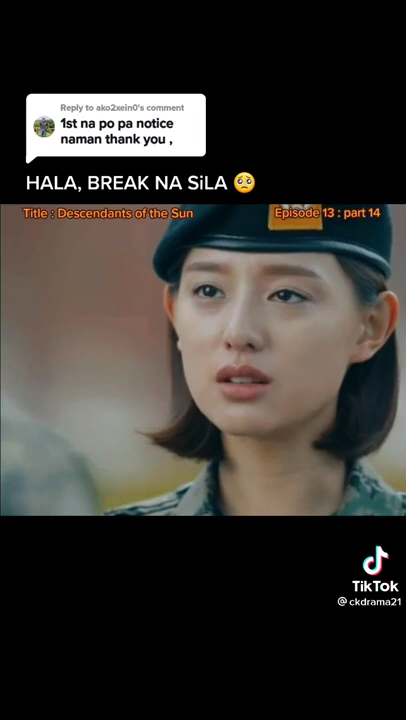 Reply to ako2xein0's comment
1st na po pa notice
naman thank you ,
HALA, BREAK NA SiLA 🥺
Title : Descendants of the Sun
Episode 13 : part 14
TikTok
@ ckdrama21